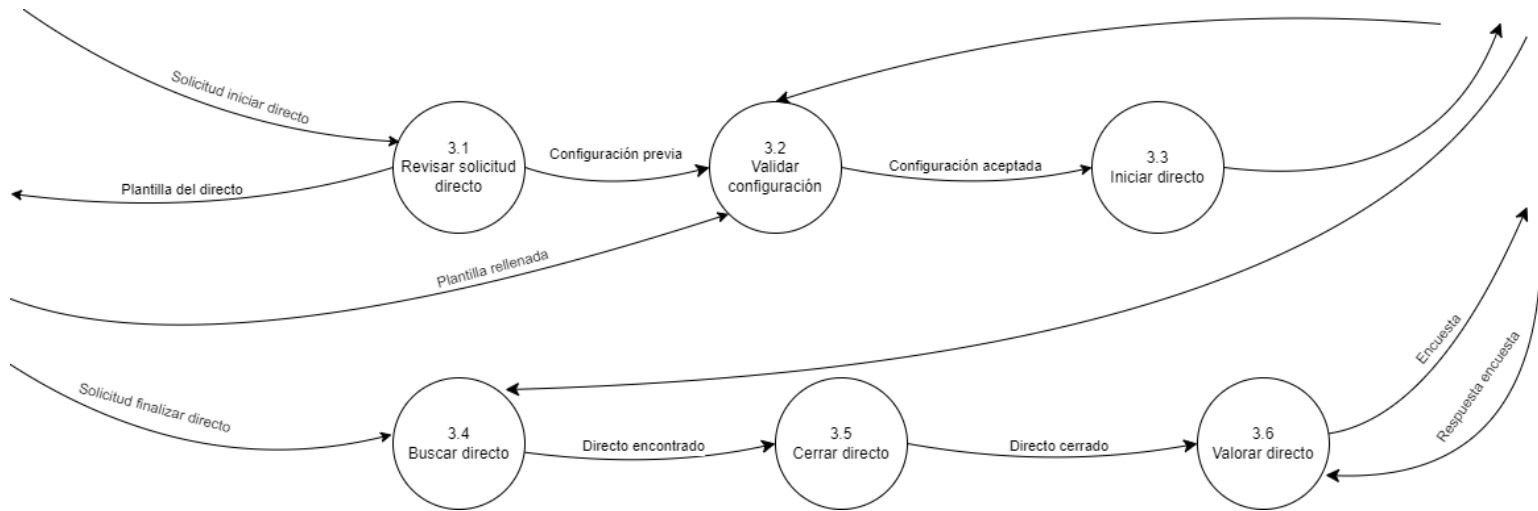 Solicitud iniciar directo
3.1
Revisar solicitud
directo
Configuración previa
3.2
Validar
configuración
Configuración aceptada
3.3
Iniciar directo
Plantilla del directo
Plantilla rellenada
Solicitud finalizar directo
3.4
Buscar directo
Directo encontrado
3.5
Cerrar directo
Directo cerrado
3.6
Valorar directo
Encuesta
Respuesta encuesta